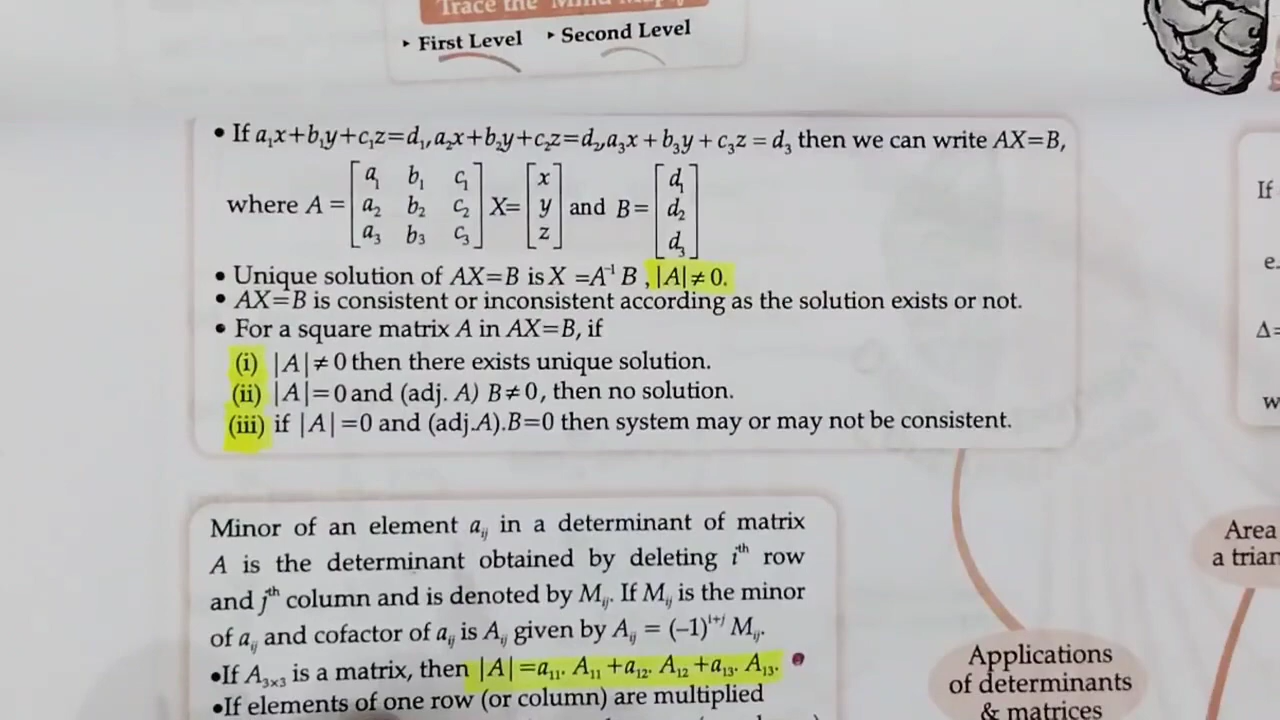 Trace the Mind Map
▸ First Level ▸ Second Level
• If a₁x+b₁y+c₁z=d₁,a₂x+b₂y+c₂z=d₂,a₃x+b₃y+c₃z=d₃ then we can write AX=B,
where A = [a₁ b₁ c₁; a₂ b₂ c₂; a₃ b₃ c₃] X= [x; y; z] and B= [d₁; d₂; d₃]
• Unique solution of AX=B is X =A⁻¹ B , |A|≠0.
• AX=B is consistent or inconsistent according as the solution exists or not.
• For a square matrix A in AX=B, if
(i) |A|≠0 then there exists unique solution.
(ii) |A|=0 and (adj. A) B≠0, then no solution.
(iii) if |A|=0 and (adj.A).B=0 then system may or may not be consistent.
Minor of an element aᵢⱼ in a determinant of matrix
A is the determinant obtained by deleting iᵗʰ row
and jᵗʰ column and is denoted by Mᵢⱼ. If Mᵢⱼ is the minor
of aᵢⱼ and cofactor of aᵢⱼ is Aᵢⱼ given by Aᵢⱼ = (–1)ⁱ⁺ʲ Mᵢⱼ.
•If A₃ₓ₃ is a matrix, then |A|=a₁₁. A₁₁ +a₁₂. A₁₂ +a₁₃. A₁₃.
•If elements of one row (or column) are multiplied
If
e.
Δ=
w
Area
a trian
Applications
of determinants
& matrices